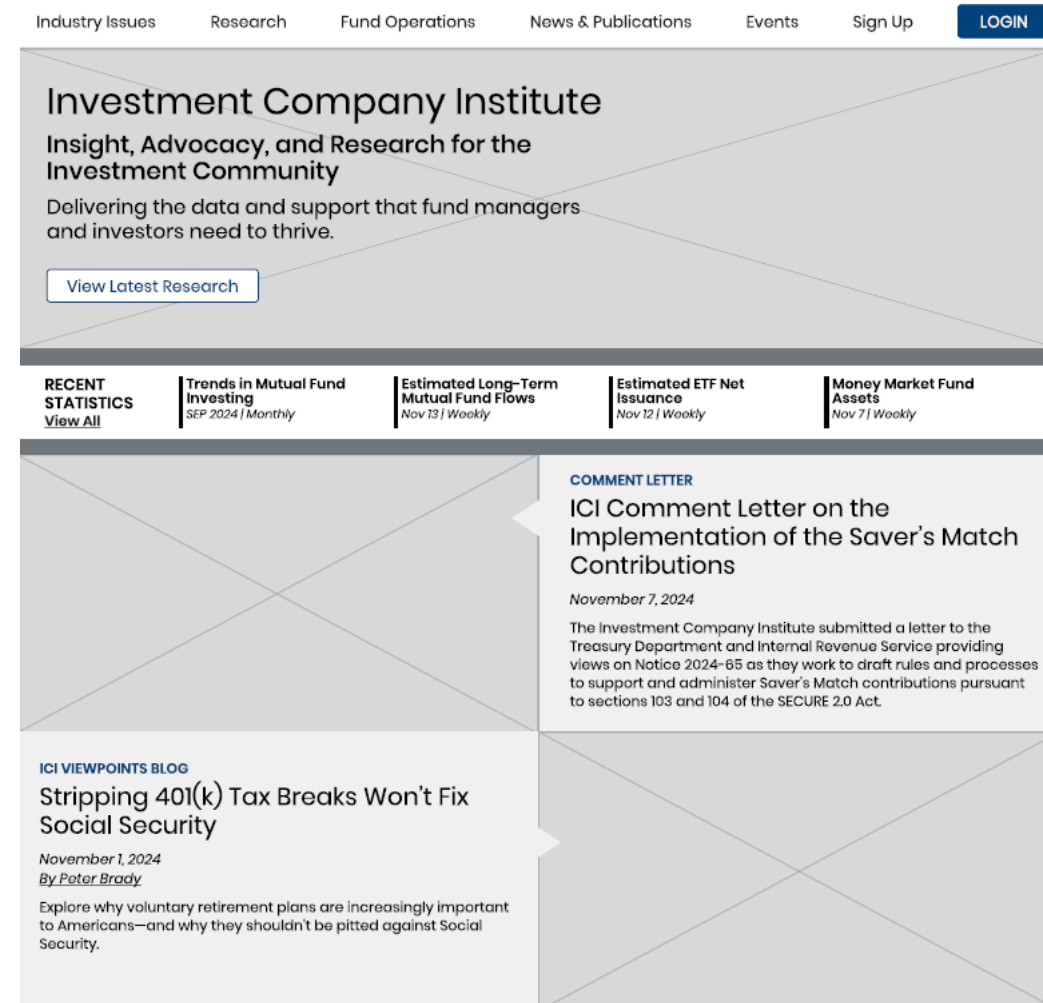 Industry Issues Research Fund Operations News & Publications Events Sign Up LOGIN
Investment Company Institute
Insight, Advocacy, and Research for the
Investment Community
Delivering the data and support that fund managers
and investors need to thrive.
View Latest Research
RECENT
STATISTICS
View All
Trends in Mutual Fund
Investing
SEP 2024 | Monthly
Estimated Long-Term
Mutual Fund Flows
Nov 13 | Weekly
Estimated ETF Net
Issuance
Nov 12 | Weekly
Money Market Fund
Assets
Nov 7 | Weekly
COMMENT LETTER
ICI Comment Letter on the
Implementation of the Saver's Match
Contributions
November 7, 2024
The Investment Company Institute submitted a letter to the
Treasury Department and Internal Revenue Service providing
views on Notice 2024-65 as they work to draft rules and processes
to support and administer Saver's Match contributions pursuant
to sections 103 and 104 of the SECURE 2.0 Act.
ICI VIEWPOINTS BLOG
Stripping 401(k) Tax Breaks Won't Fix
Social Security
November 1, 2024
By Peter Brady
Explore why voluntary retirement plans are increasingly important
to Americans—and why they shouldn't be pitted against Social
Security.